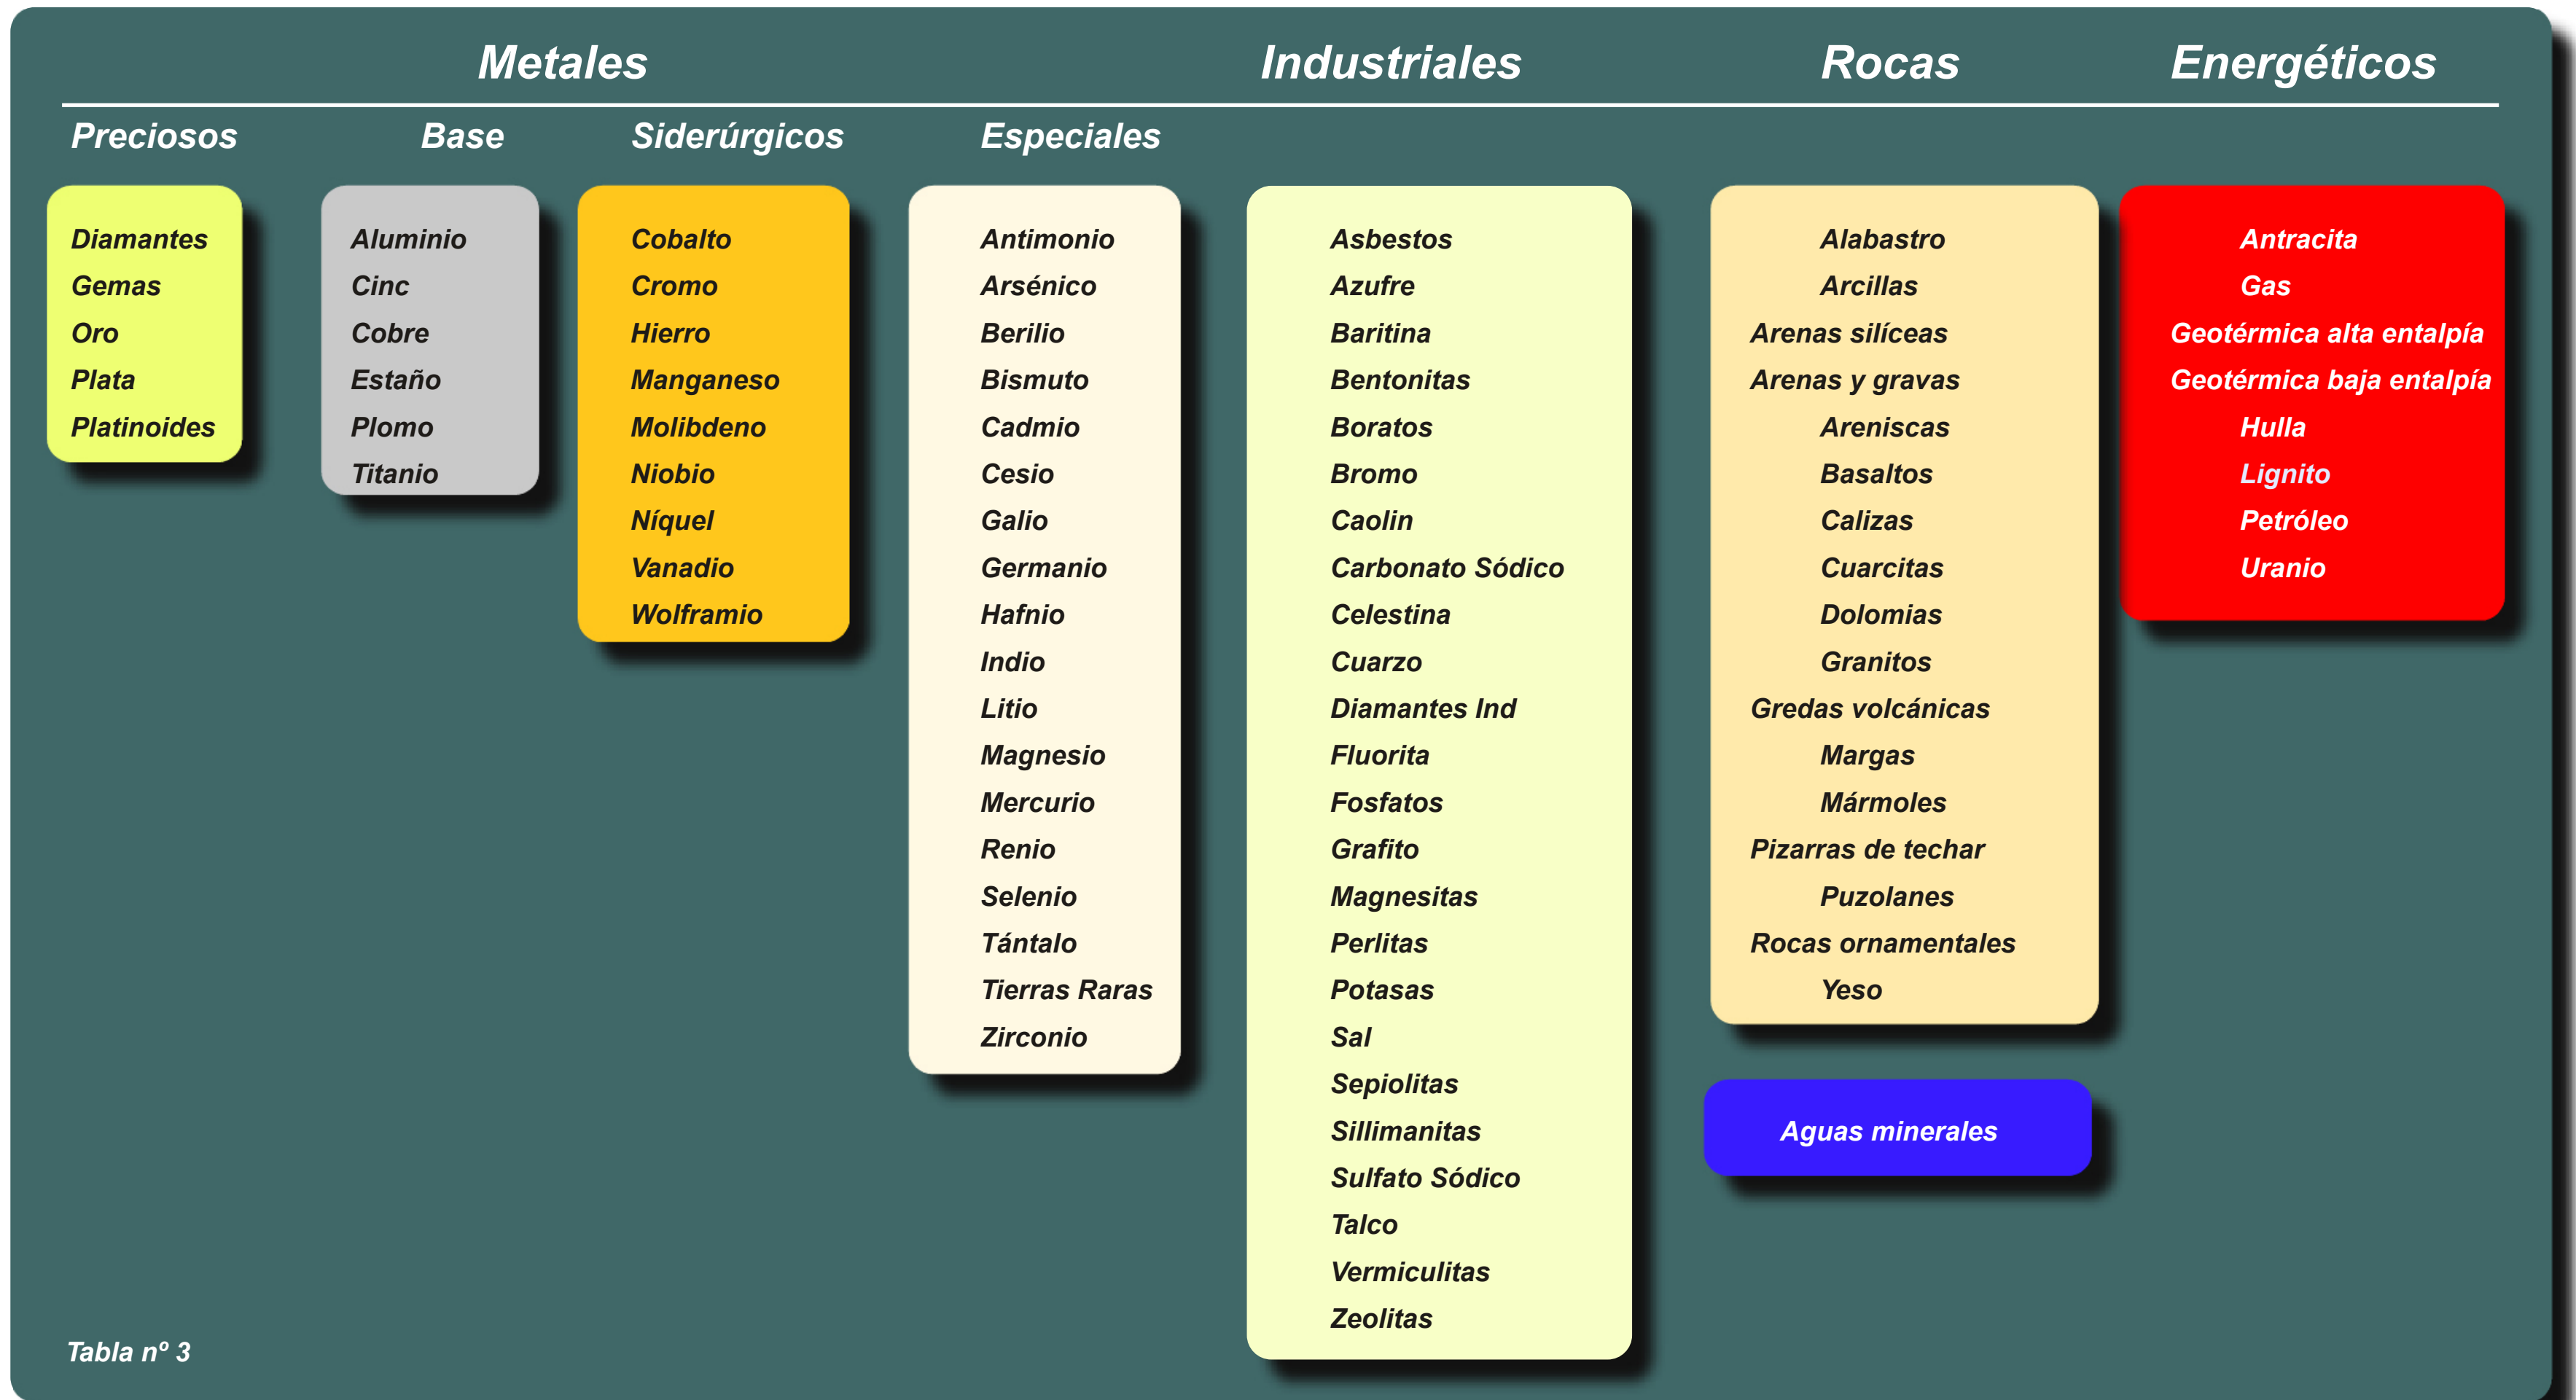 Metales
Industriales
Rocas
Energéticos
Preciosos
Base
Siderúrgicos
Especiales
Diamantes
Gemas
Oro
Plata
Platinoides
Aluminio
Cinc
Cobre
Estaño
Plomo
Titanio
Cobalto
Cromo
Hierro
Manganeso
Molibdeno
Niobio
Níquel
Vanadio
Wolframio
Antimonio
Arsénico
Berilio
Bismuto
Cadmio
Cesio
Galio
Germanio
Hafnio
Indio
Litio
Magnesio
Mercurio
Renio
Selenio
Tántalo
Tierras Raras
Zirconio
Asbestos
Azufre
Baritina
Bentonitas
Boratos
Bromo
Caolin
Carbonato Sódico
Celestina
Cuarzo
Diamantes Ind
Fluorita
Fosfatos
Grafito
Magnesitas
Perlitas
Potasas
Sal
Sepiolitas
Sillimanitas
Sulfato Sódico
Talco
Vermiculitas
Zeolitas
Alabastro
Arcillas
Arenas silíceas
Arenas y gravas
Areniscas
Basaltos
Calizas
Cuarcitas
Dolomias
Granitos
Gredas volcánicas
Margas
Mármoles
Pizarras de techar
Puzolanes
Rocas ornamentales
Yeso
Aguas minerales
Antracita
Gas
Geotérmica alta entalpía
Geotérmica baja entalpía
Hulla
Lignito
Petróleo
Uranio
Tabla nº 3